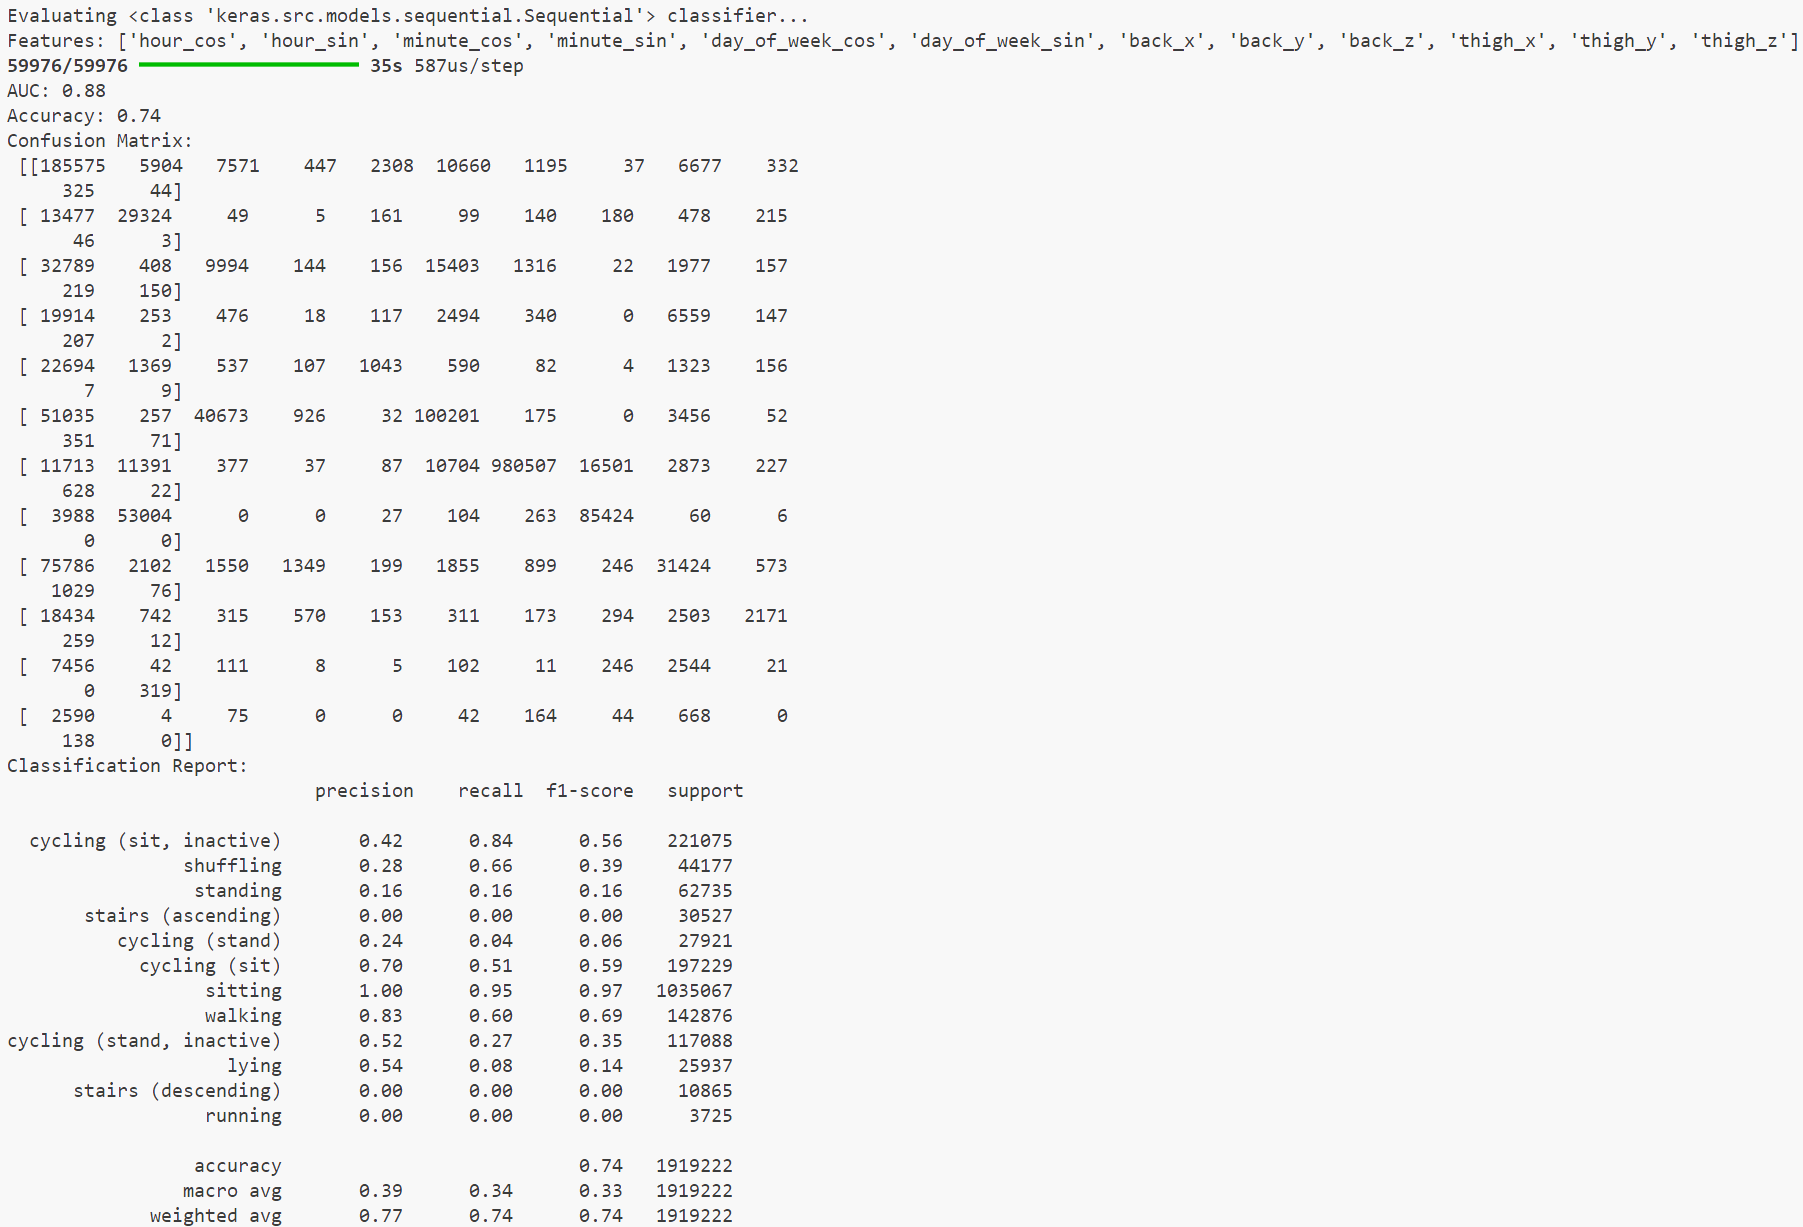 Evaluating <class 'keras.src.models.sequential.Sequential'> classifier...
Features: ['hour_cos', 'hour_sin', 'minute_cos', 'minute_sin', 'day_of_week_cos', 'day_of_week_sin', 'back_x', 'back_y', 'back_z', 'thigh_x', 'thigh_y', 'thigh_z']
59976/59976 35s 587us/step
AUC: 0.88
Accuracy: 0.74
Confusion Matrix:
[[185575 5904 7571 447 2308 10660 1195 37 6677 332
325 44]
[ 13477 29324 49 5 161 99 140 180 478 215
46 3]
[ 32789 408 9994 144 156 15403 1316 22 1977 157
219 150]
[ 19914 253 476 18 117 2494 340 0 6559 147
207 2]
[ 22694 1369 537 107 1043 590 82 4 1323 156
7 9]
[ 51035 257 40673 926 32 100201 175 0 3456 52
351 71]
[ 11713 11391 377 37 87 10704 980507 16501 2873 227
628 22]
[ 3988 53004 0 0 27 104 263 85424 60 6
0 0]
[ 75786 2102 1550 1349 199 1855 899 246 31424 573
1029 76]
[ 18434 742 315 570 153 311 173 294 2503 2171
259 12]
[ 7456 42 111 8 5 102 11 246 2544 21
0 319]
[ 2590 4 75 0 0 42 164 44 668 0
138 0]]
Classification Report:
precision recall f1-score support
cycling (sit, inactive) 0.42 0.84 0.56 221075
shuffling 0.28 0.66 0.39 44177
standing 0.16 0.16 0.16 62735
stairs (ascending) 0.00 0.00 0.00 30527
cycling (stand) 0.24 0.04 0.06 27921
cycling (sit) 0.70 0.51 0.59 197229
sitting 1.00 0.95 0.97 1035067
walking 0.83 0.60 0.69 142876
cycling (stand, inactive) 0.52 0.27 0.35 117088
lying 0.54 0.08 0.14 25937
stairs (descending) 0.00 0.00 0.00 10865
running 0.00 0.00 0.00 3725
accuracy 0.74 1919222
macro avg 0.39 0.34 0.33 1919222
weighted avg 0.77 0.74 0.74 1919222